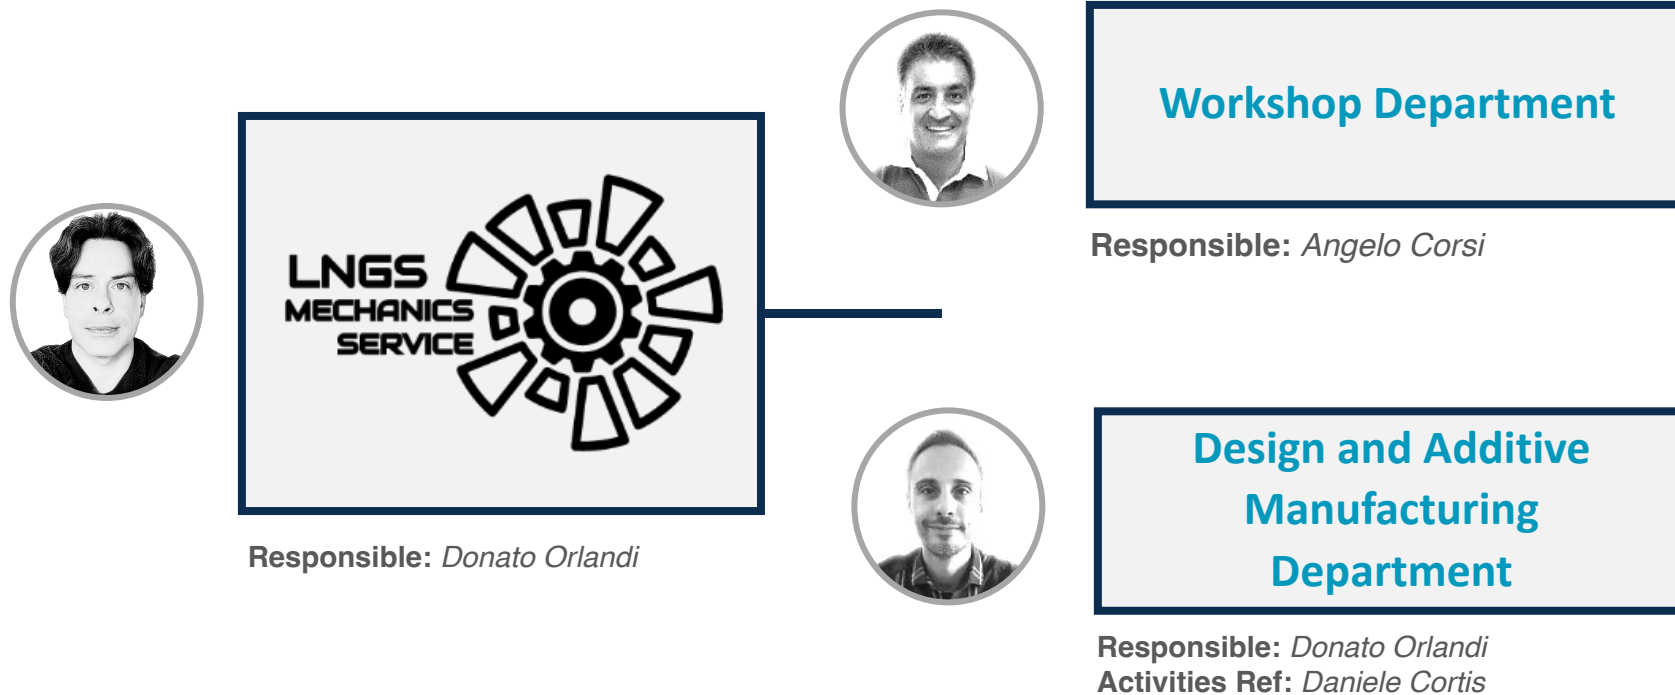 LNGS
MECHANICS
SERVICE
Responsible: Donato Orlandi
Workshop Department
Responsible: Angelo Corsi
Design and Additive
Manufacturing
Department
Responsible: Donato Orlandi
Activities Ref: Daniele Cortis